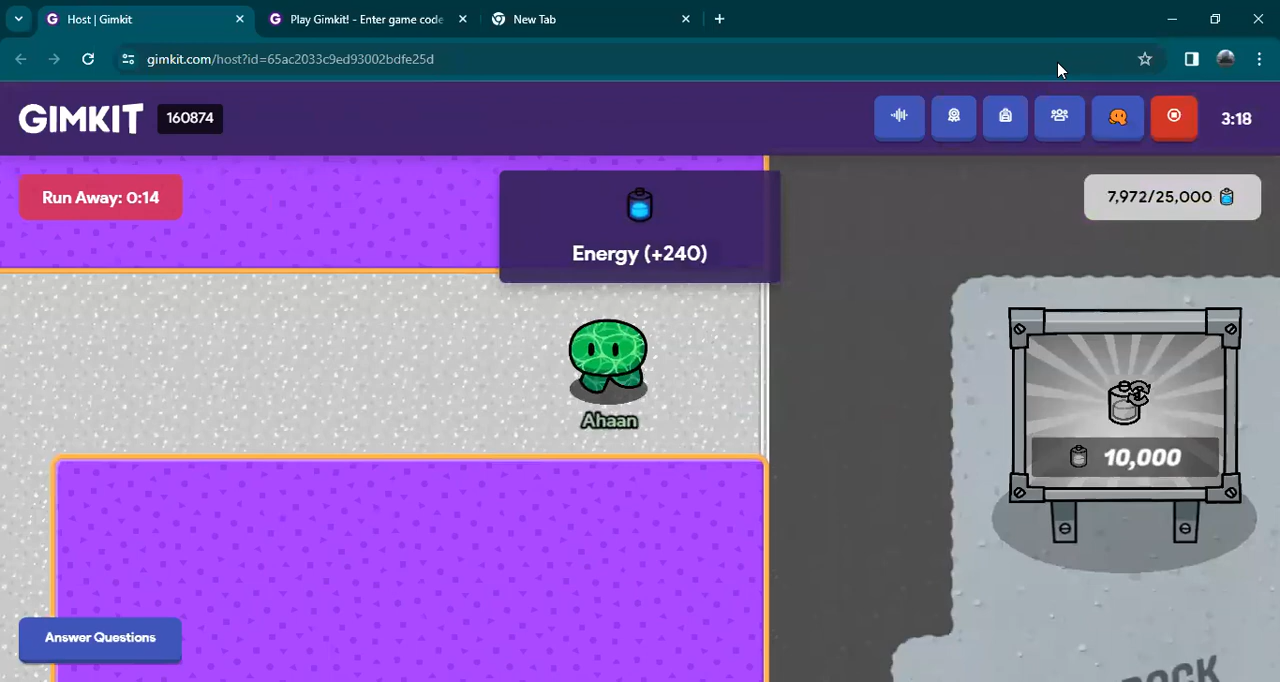 Host | Gimkit
Play Gimkit! - Enter game code
New Tab
gimkit.com/host?id=65ac2033c9ed93002bdfe25d
GIMKIT
160874
3:18
Run Away: 0:14
Energy (+240)
7,972/25,000
Ahaan
10,000
Answer Questions